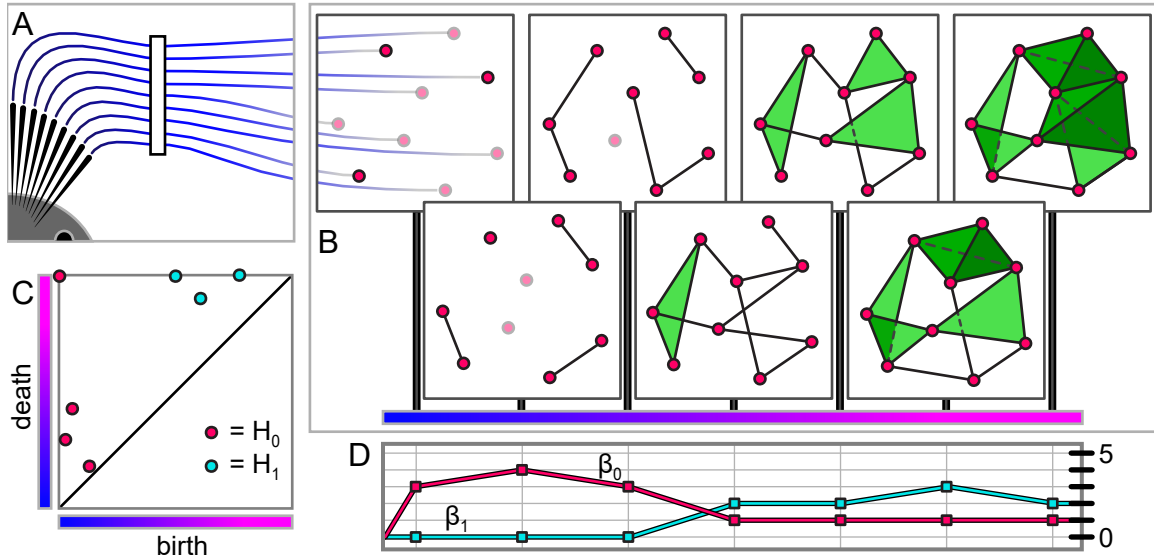 A
B
C
death
= H₀
= H₁
birth
D
β₀
β₁
5
0